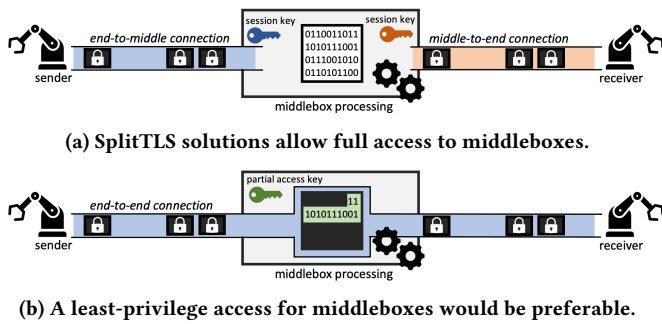 end-to-middle connection
session key
session key
middle-to-end connection
0110011011
1010111001
0111001010
0110101100
sender
receiver
middlebox processing
(a) SplitTLS solutions allow full access to middleboxes.
partial access key
end-to-end connection
11
1010111001
sender
receiver
middlebox processing
(b) A least-privilege access for middleboxes would be preferable.